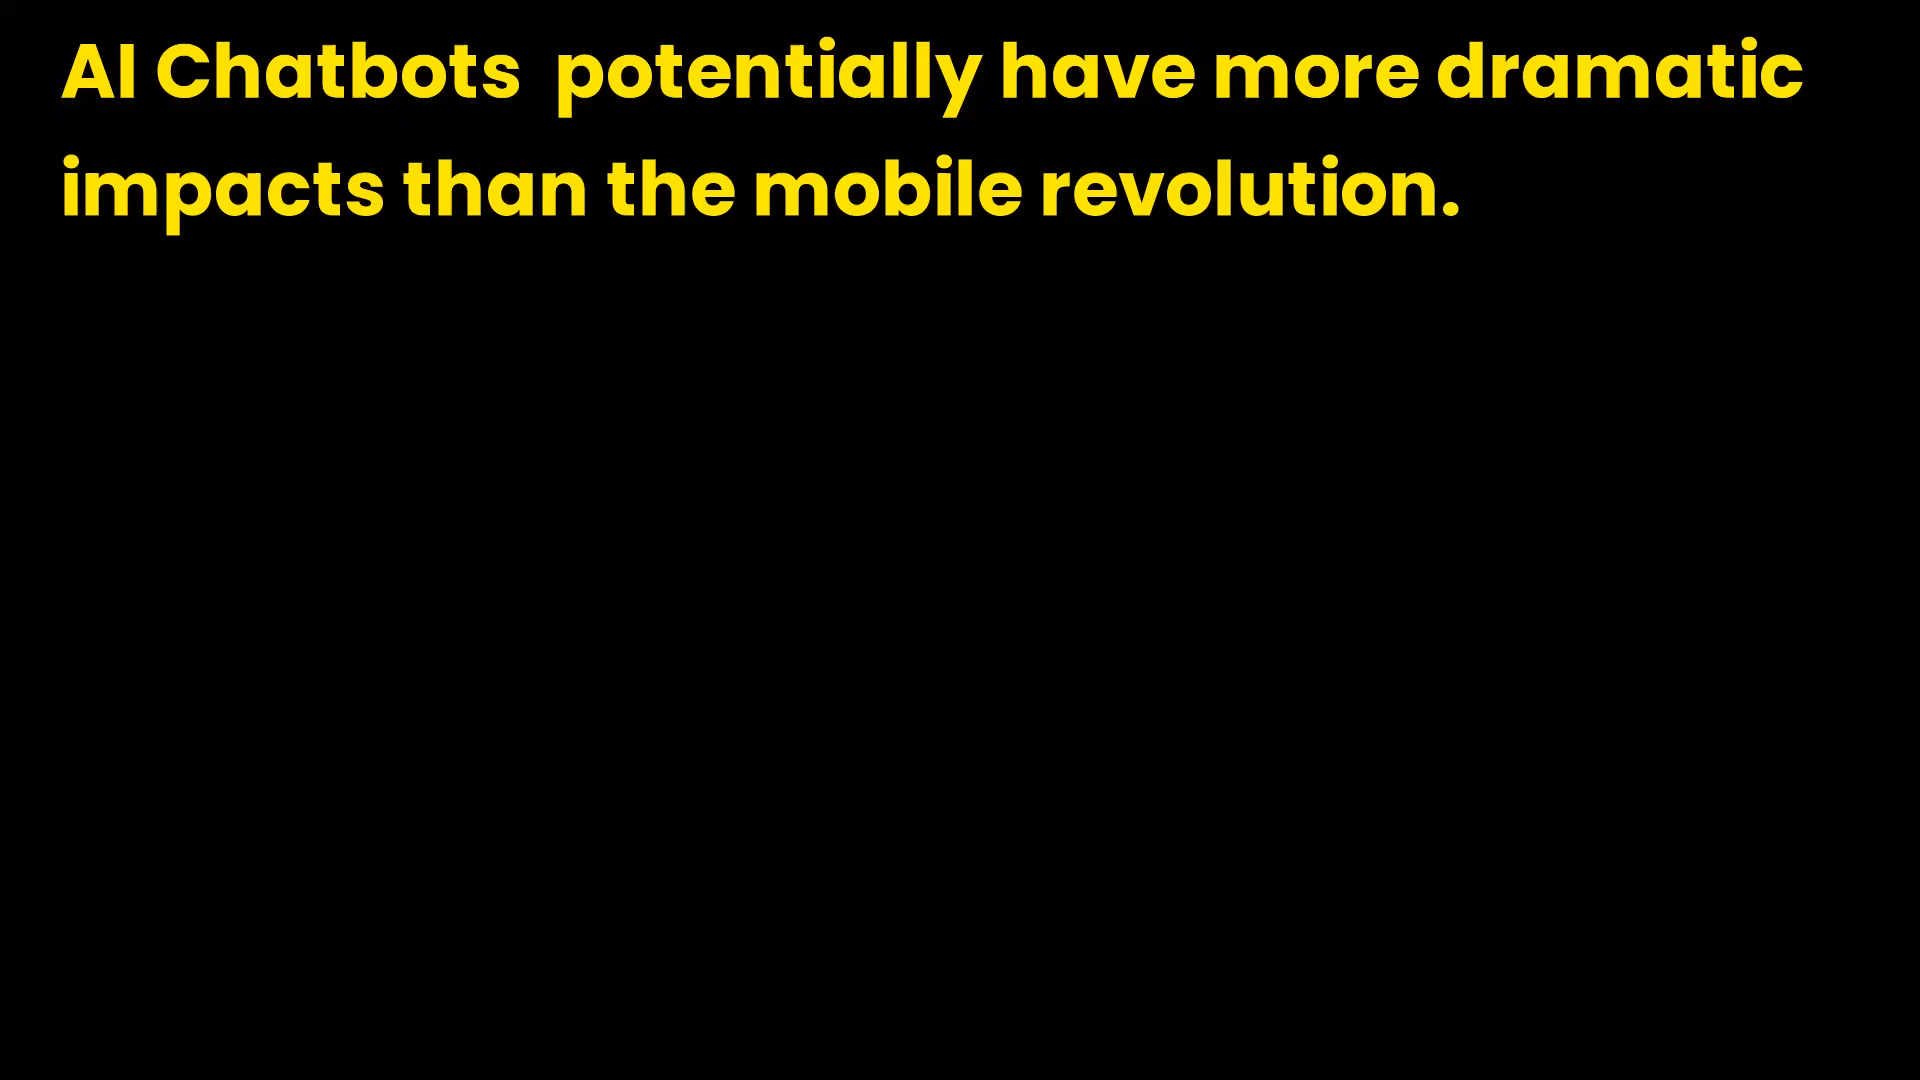 AI Chatbots  potentially have more dramatic
impacts than the mobile revolution.